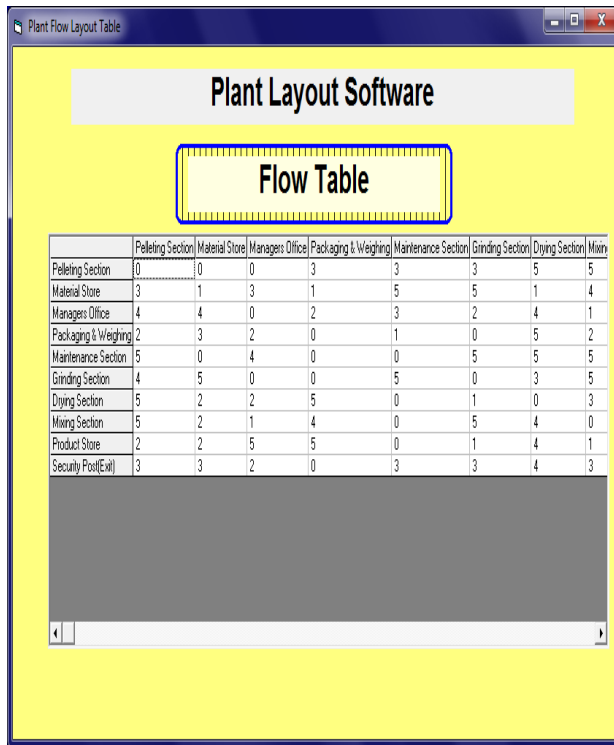 Plant Flow Layout Table
Plant Layout Software
Flow Table
Pelleting Section Material Store Managers Office Packaging & Weighing Maintenance Section Grinding Section Drying Section Mixin
Pelleting Section 0 0 0 3 3 3 5 5
Material Store 3 1 3 1 5 5 1 4
Managers Office 4 4 0 2 3 2 4 1
Packaging & Weighing 2 3 2 0 1 0 5 2
Maintenance Section 5 0 4 0 0 5 5 5
Grinding Section 4 5 0 0 5 0 3 5
Drying Section 5 2 2 5 0 1 0 3
Mixing Section 5 2 1 4 0 5 4 0
Product Store 2 2 5 5 0 1 4 1
Security Post(Exit) 3 3 2 0 3 3 4 3